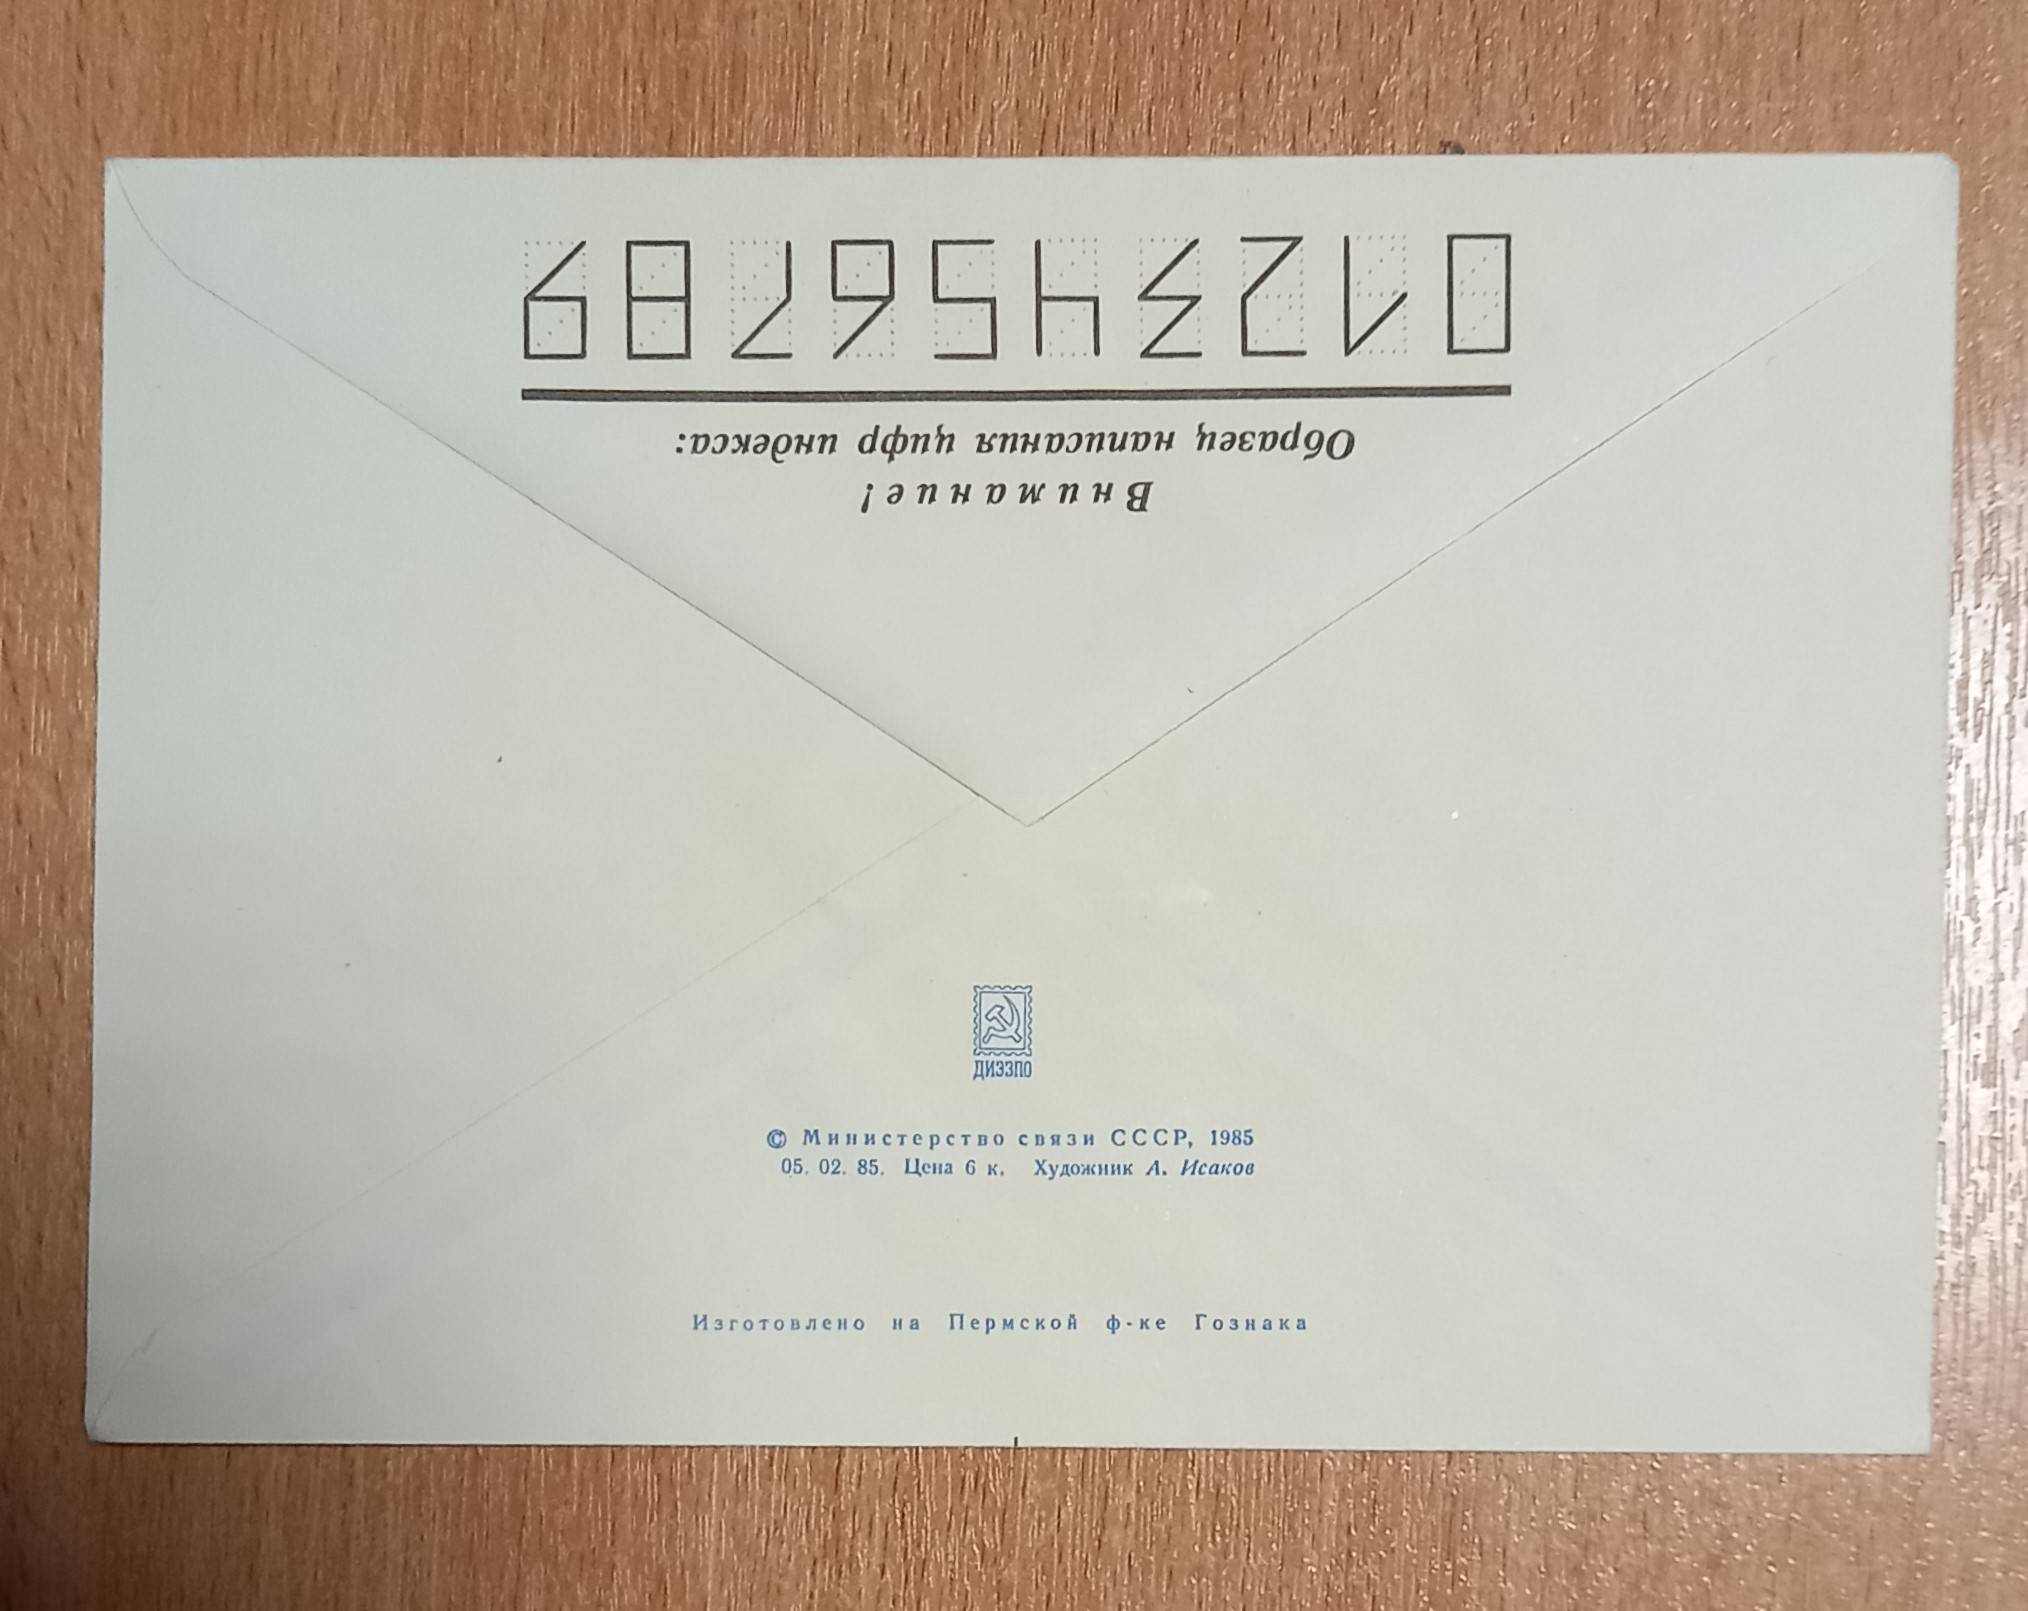 Внимание!
Образец написания цифр индекса:
0123456789
ДИЭЗПО
© Министерство связи СССР, 1985
05. 02. 85. Цена 6 к. Художник А. Исаков
Изготовлено на Пермской ф-ке Гознака